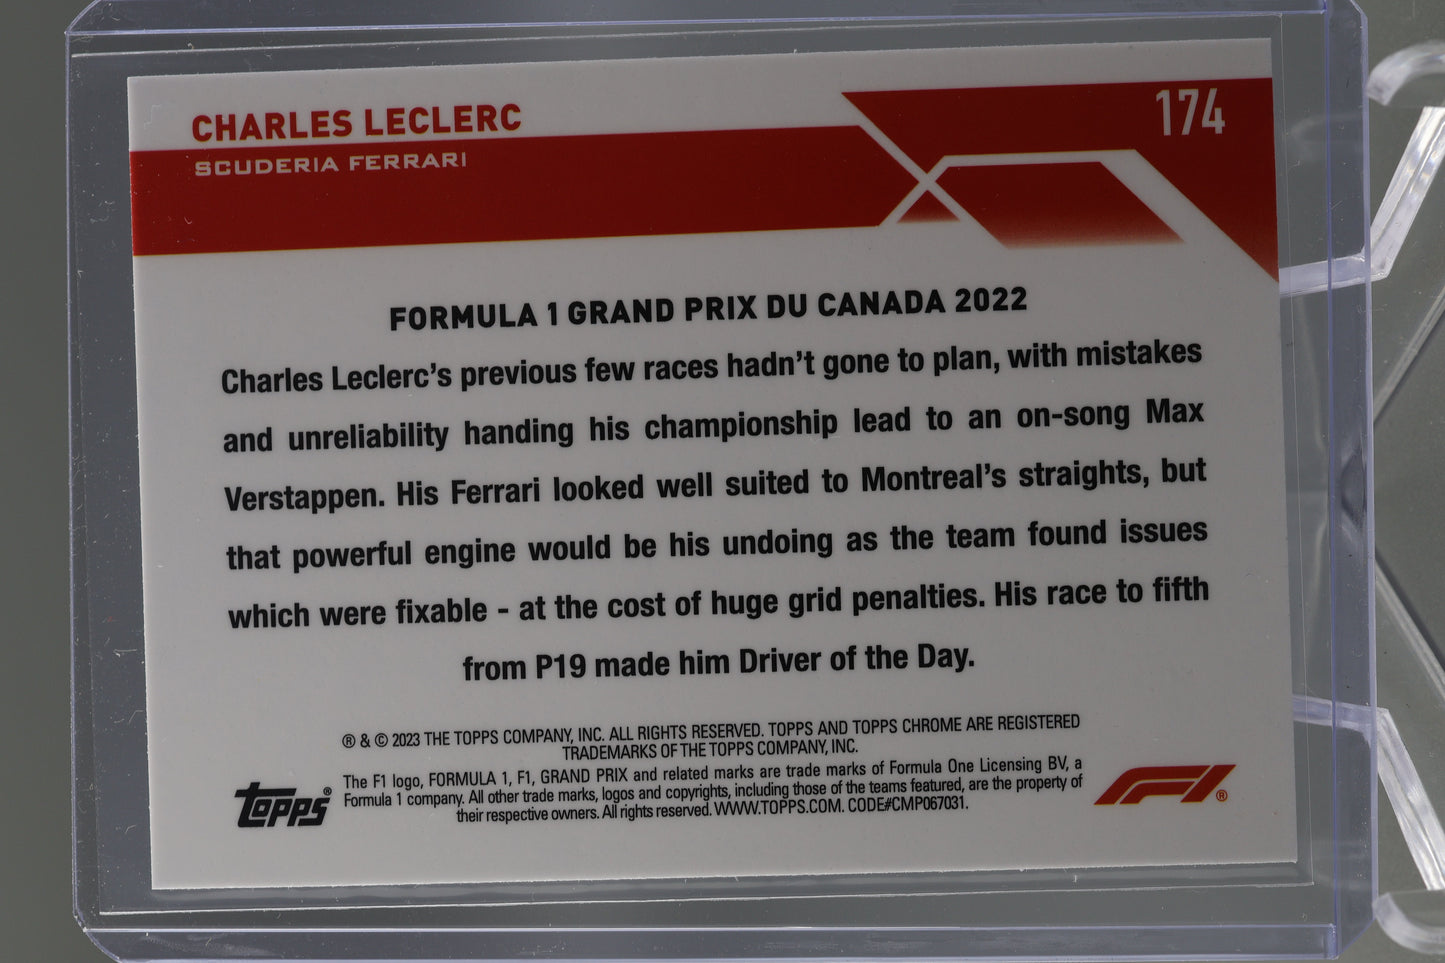 CHARLES LECLERC
SCUDERIA FERRARI
174
FORMULA 1 GRAND PRIX DU CANADA 2022
Charles Leclerc’s previous few races hadn’t gone to plan, with mistakes
and unreliability handing his championship lead to an on-song Max
Verstappen. His Ferrari looked well suited to Montreal’s straights, but
that powerful engine would be his undoing as the team found issues
which were fixable - at the cost of huge grid penalties. His race to fifth
from P19 made him Driver of the Day.
® & © 2023 THE TOPPS COMPANY, INC. ALL RIGHTS RESERVED. TOPPS AND TOPPS CHROME ARE REGISTERED
TRADEMARKS OF THE TOPPS COMPANY, INC.
The F1 logo, FORMULA 1, F1, GRAND PRIX and related marks are trade marks of Formula One Licensing BV, a
Formula 1 company. All other trade marks, logos and copyrights, including those of the teams featured, are the property of
their respective owners. All rights reserved. WWW.TOPPS.COM. CODE#CMP067031.
topps®
F1®